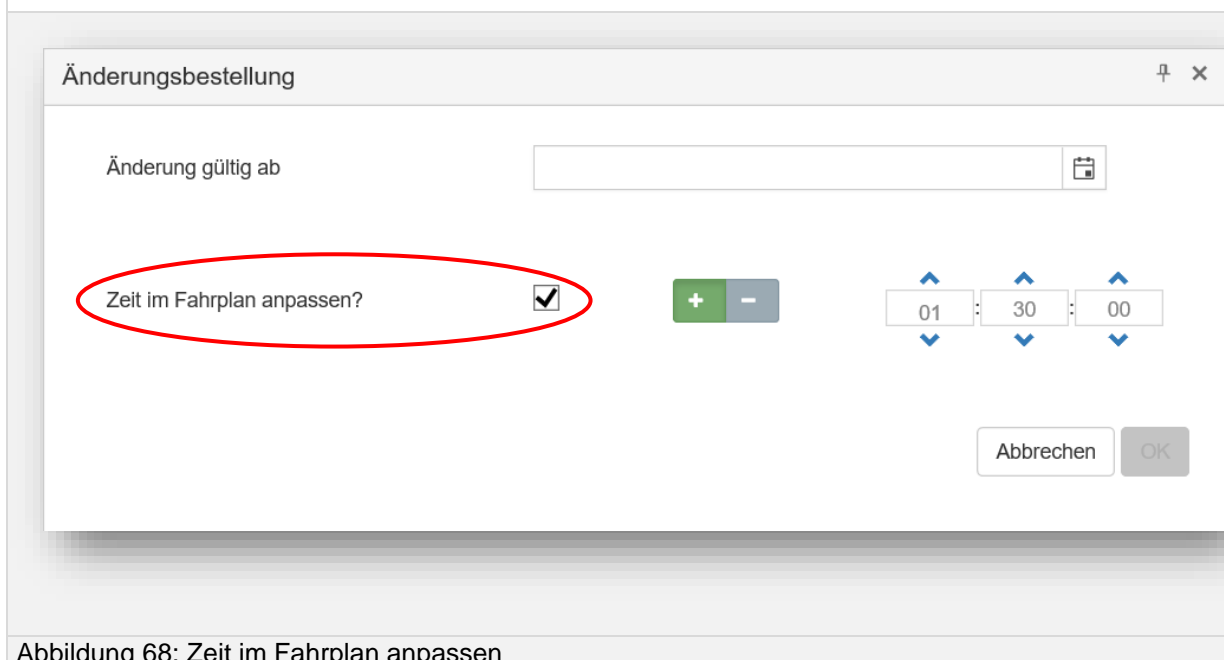 Änderungsbestellung
Änderung gültig ab
Zeit im Fahrplan anpassen? + − 01 : 30 : 00
Abbrechen OK
Abbildung 68: Zeit im Fahrplan anpassen